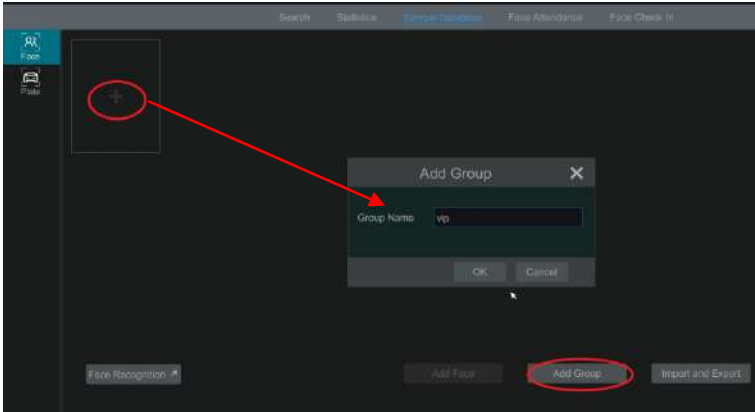 Search Statistics Sample Database Face Attendance Face Check In
Face
Plate
Add Group
Group Name vip
OK Cancel
Face Recognition Add Face Add Group Import and Export